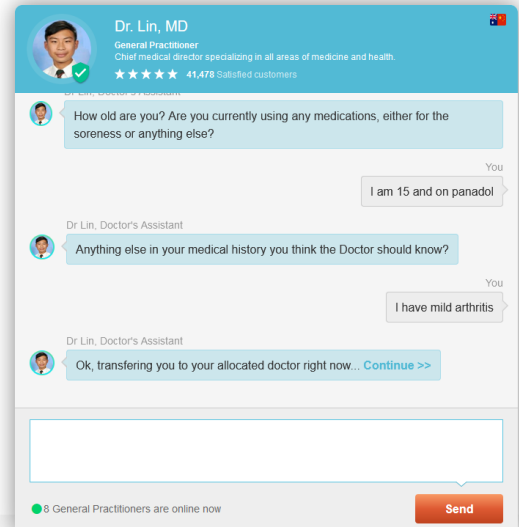 Dr. Lin, MD
General Practitioner
Chief medical director specializing in all areas of medicine and health.
41,478 Satisfied customers
Dr Lin, Doctor's Assistant
How old are you? Are you currently using any medications, either for the
soreness or anything else?
You
I am 15 and on panadol
Dr Lin, Doctor's Assistant
Anything else in your medical history you think the Doctor should know?
You
I have mild arthritis
Dr Lin, Doctor's Assistant
Ok, transfering you to your allocated doctor right now... Continue >>
8 General Practitioners are online now
Send